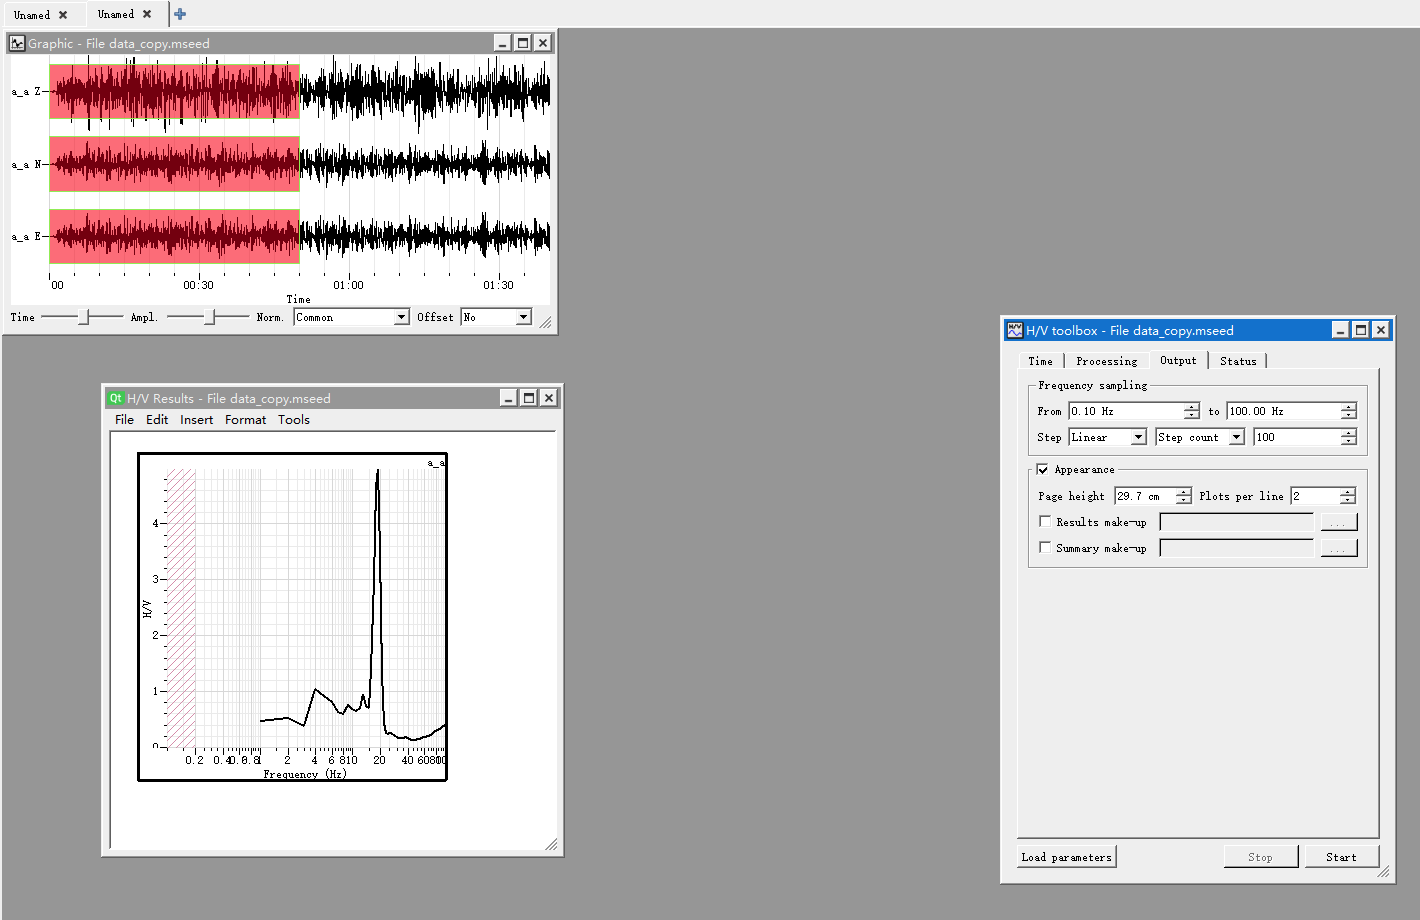 Unamed
Unamed
Graphic - File data_copy.mseed
a_a Z
a_a N
a_a E
00 00:30 01:00 01:30
Time
Time Ampl. Norm. Common Offset No
H/V Results - File data_copy.mseed
File Edit Insert Format Tools
a_a
4
3
2
1
0
H/V
0.2 0.4 0.6 0.8 1 2 4 6 8 10 20 40 60 80 100
Frequency (Hz)
H/V toolbox - File data_copy.mseed
Time Processing Output Status
Frequency sampling
From 0.10 Hz to 100.00 Hz
Step Linear Step count 100
Appearance
Page height 29.7 cm Plots per line 2
Results make-up ...
Summary make-up ...
Load parameters Stop Start